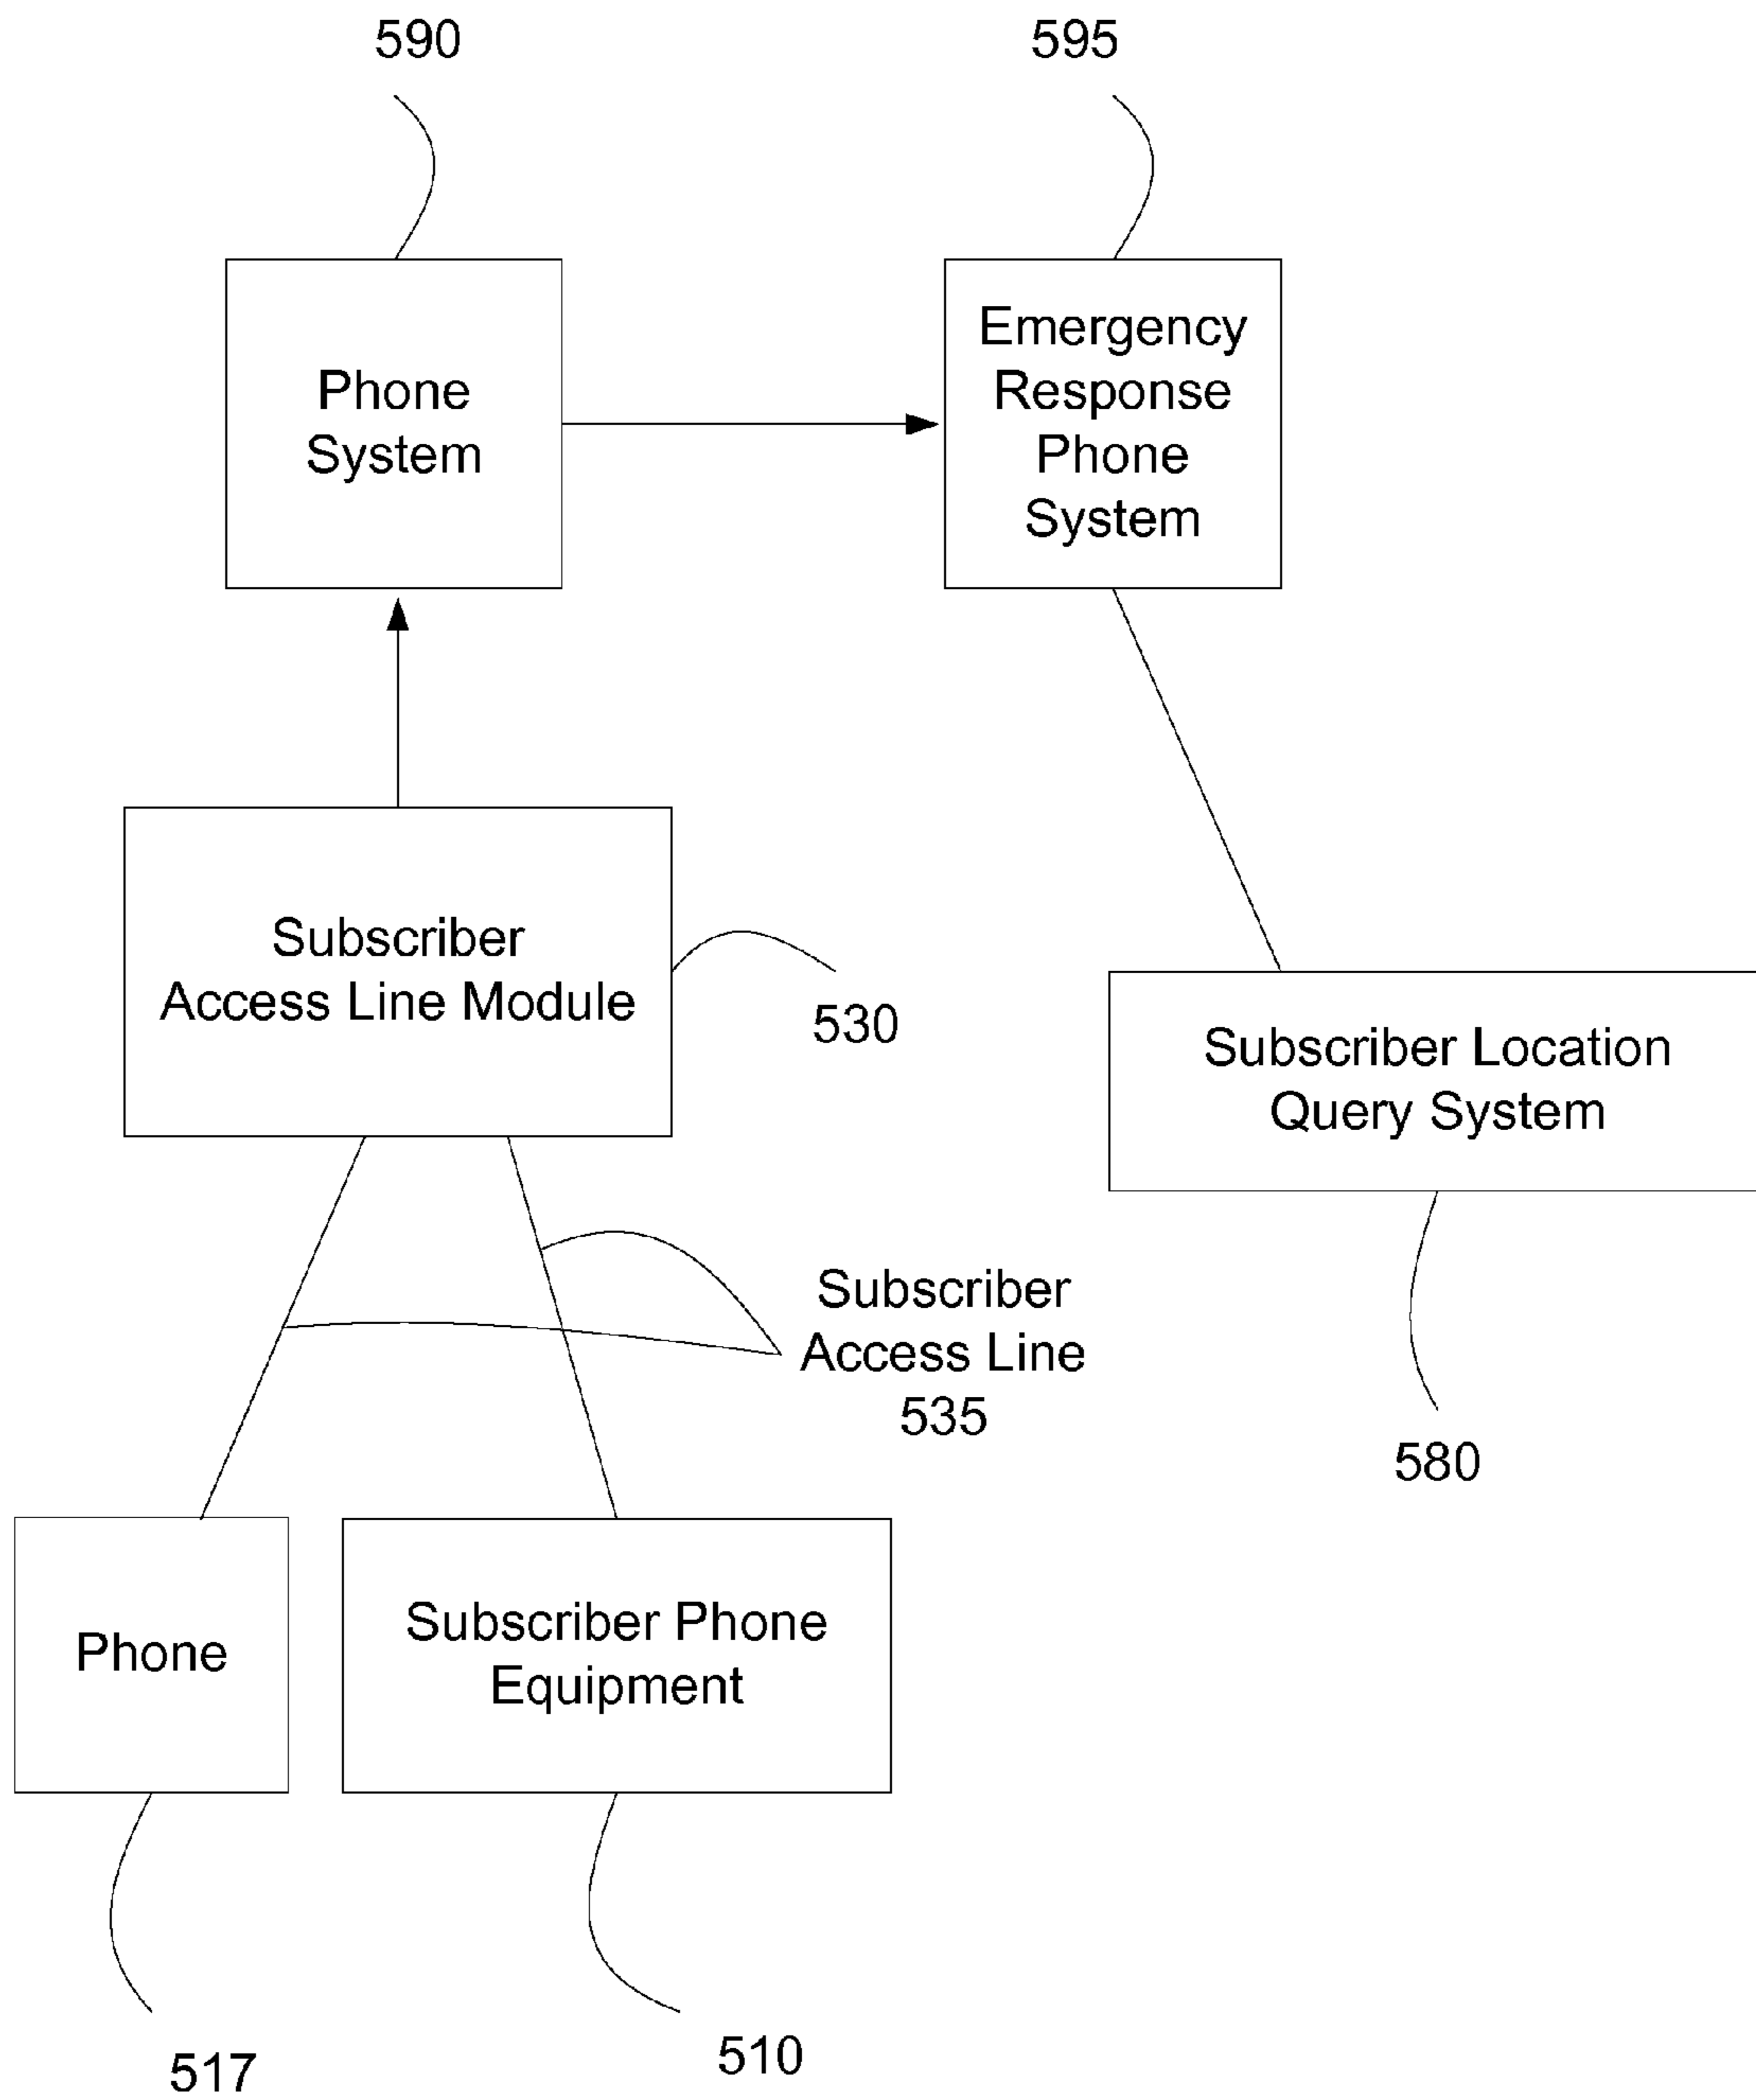 590
595
Phone
System
Emergency
Response
Phone
System
Subscriber
Access Line Module
530
Subscriber Location
Query System
Subscriber
Access Line
535
580
Phone
Subscriber Phone
Equipment
517
510